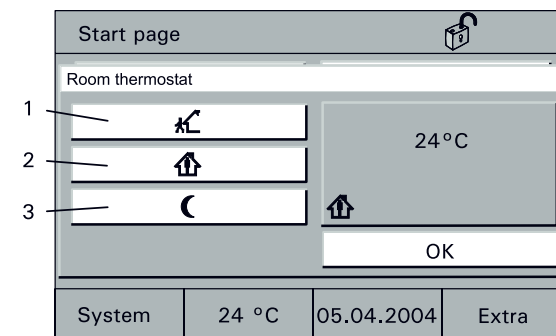 Start page
Room thermostat
1
24°C
2
3
OK
System 24 °C 05.04.2004 Extra